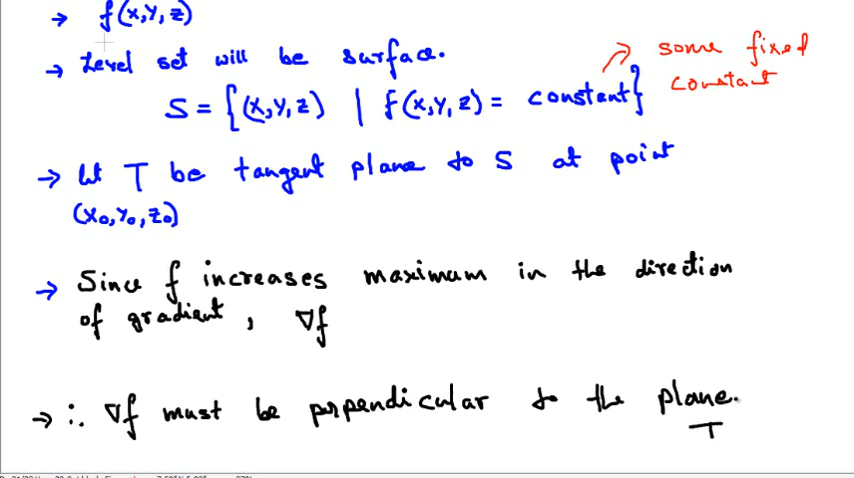 → f(x,y,z)
→ Level set will be surface.
some fixed constant
S = {(x,y,z) | f(x,y,z) = constant}
→ let T be tangent plane to S at point
(x₀,y₀,z₀)
→ Since f increases maximum in the direction
of gradient, ∇f
→ ∴ ∇f must be perpendicular to the plane.
T